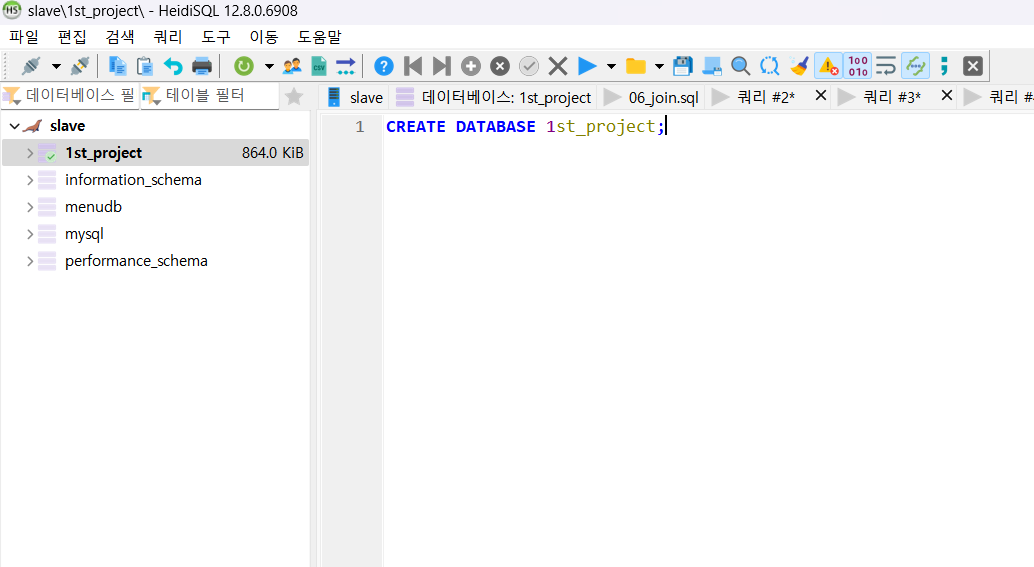 slave\1st_project\ - HeidiSQL 12.8.0.6908
파일 편집 검색 쿼리 도구 이동 도움말
데이터베이스 필 테이블 필터 slave 데이터베이스: 1st_project 06_join.sql 쿼리 #2* 쿼리 #3* 쿼리 #
slave
1st_project 864.0 KiB
information_schema
menudb
mysql
performance_schema
1 CREATE DATABASE 1st_project;